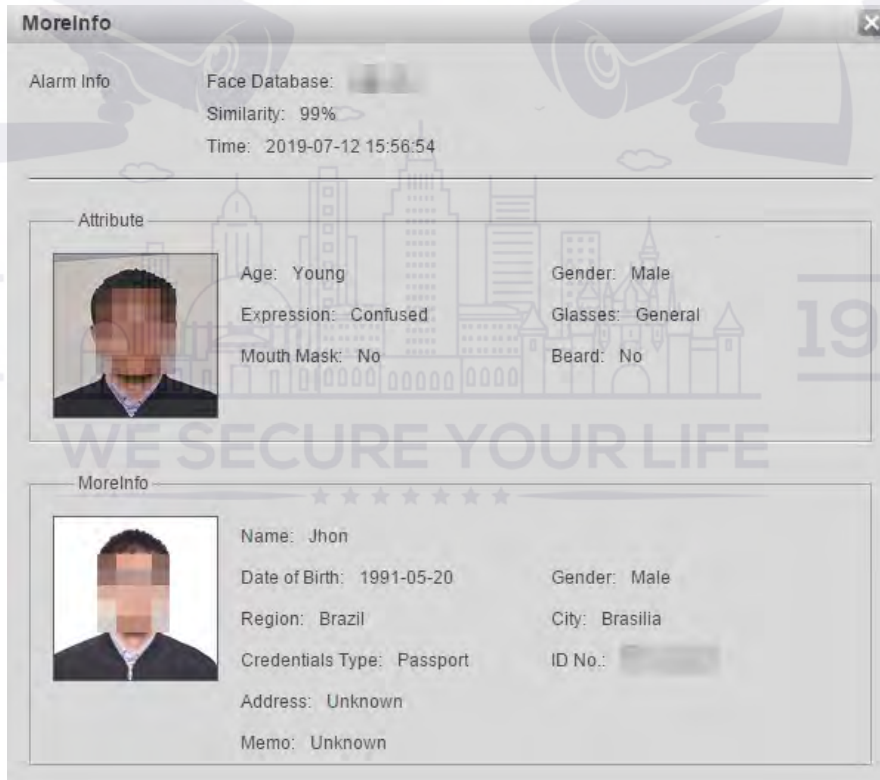 MoreInfo
Alarm Info
Face Database:
Similarity: 99%
Time: 2019-07-12 15:56:54
Attribute
Age: Young Gender: Male
Expression: Confused Glasses: General
Mouth Mask: No Beard: No
19
WE SECURE YOUR LIFE
MoreInfo
Name: Jhon
Date of Birth: 1991-05-20 Gender: Male
Region: Brazil City: Brasilia
Credentials Type: Passport ID No.:
Address: Unknown
Memo: Unknown